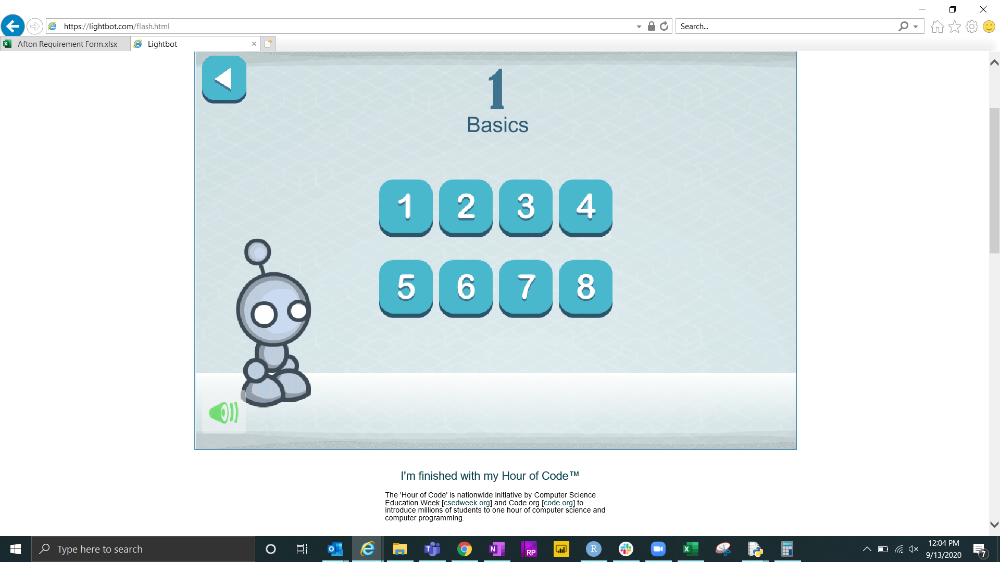 https://lightbot.com/flash.html
Search...
Afton Requirement Form.xlsx
Lightbot
1
Basics
1 2 3 4
5 6 7 8
I'm finished with my Hour of Code™
The 'Hour of Code' is nationwide initiative by Computer Science
Education Week [csedweek.org] and Code.org [code.org] to
introduce millions of students to one hour of computer science and
computer programming.
Type here to search
O
T
N
RP
R
X
12:04 PM
9/13/2020
7